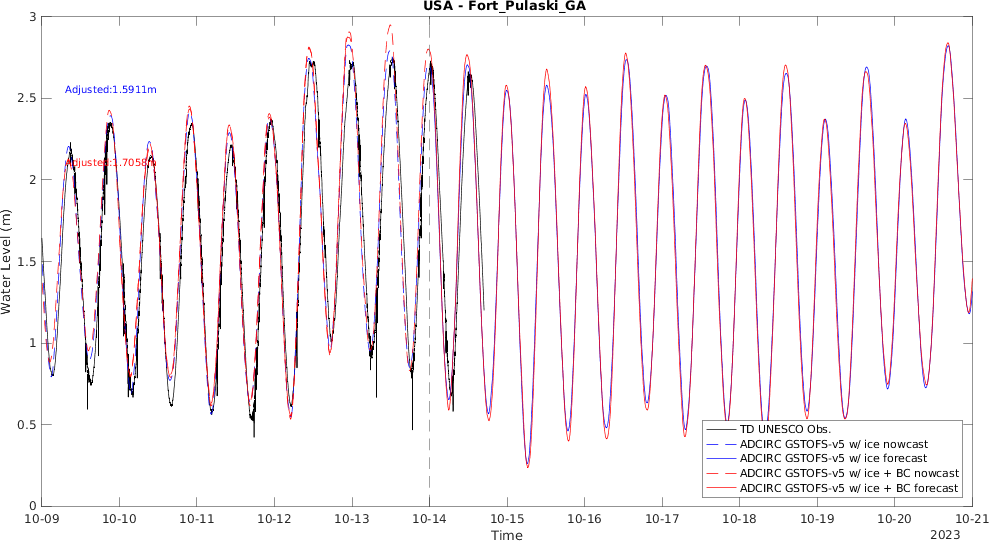 USA - Fort_Pulaski_GA
3
2.5
2
1.5
1
0.5
0
Water Level (m)
Adjusted:1.5911m
Adjusted:1.7058m
TD UNESCO Obs.
ADCIRC GSTOFS-v5 w/ ice nowcast
ADCIRC GSTOFS-v5 w/ ice forecast
ADCIRC GSTOFS-v5 w/ ice + BC nowcast
ADCIRC GSTOFS-v5 w/ ice + BC forecast
10-09 10-10 10-11 10-12 10-13 10-14 10-15 10-16 10-17 10-18 10-19 10-20 10-21
Time
2023